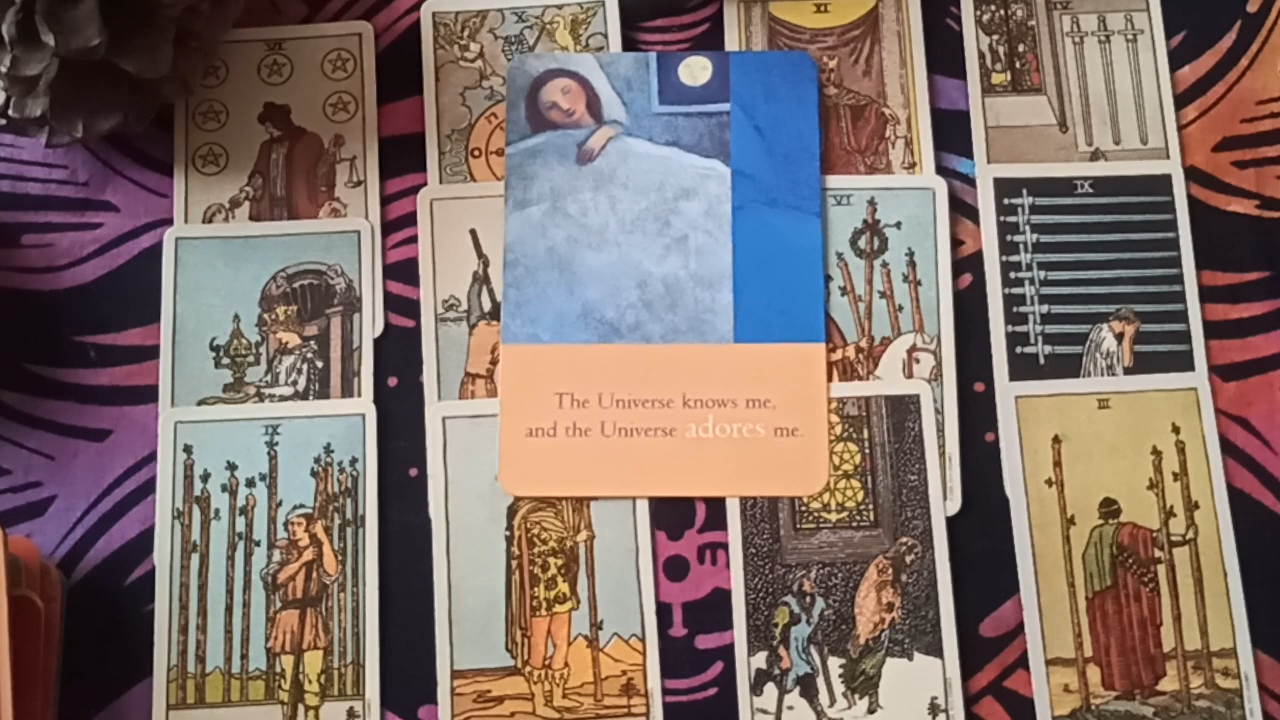 VI
X
XI
IV
VI
IX
The Universe knows me,
and the Universe adores me.
IX
III